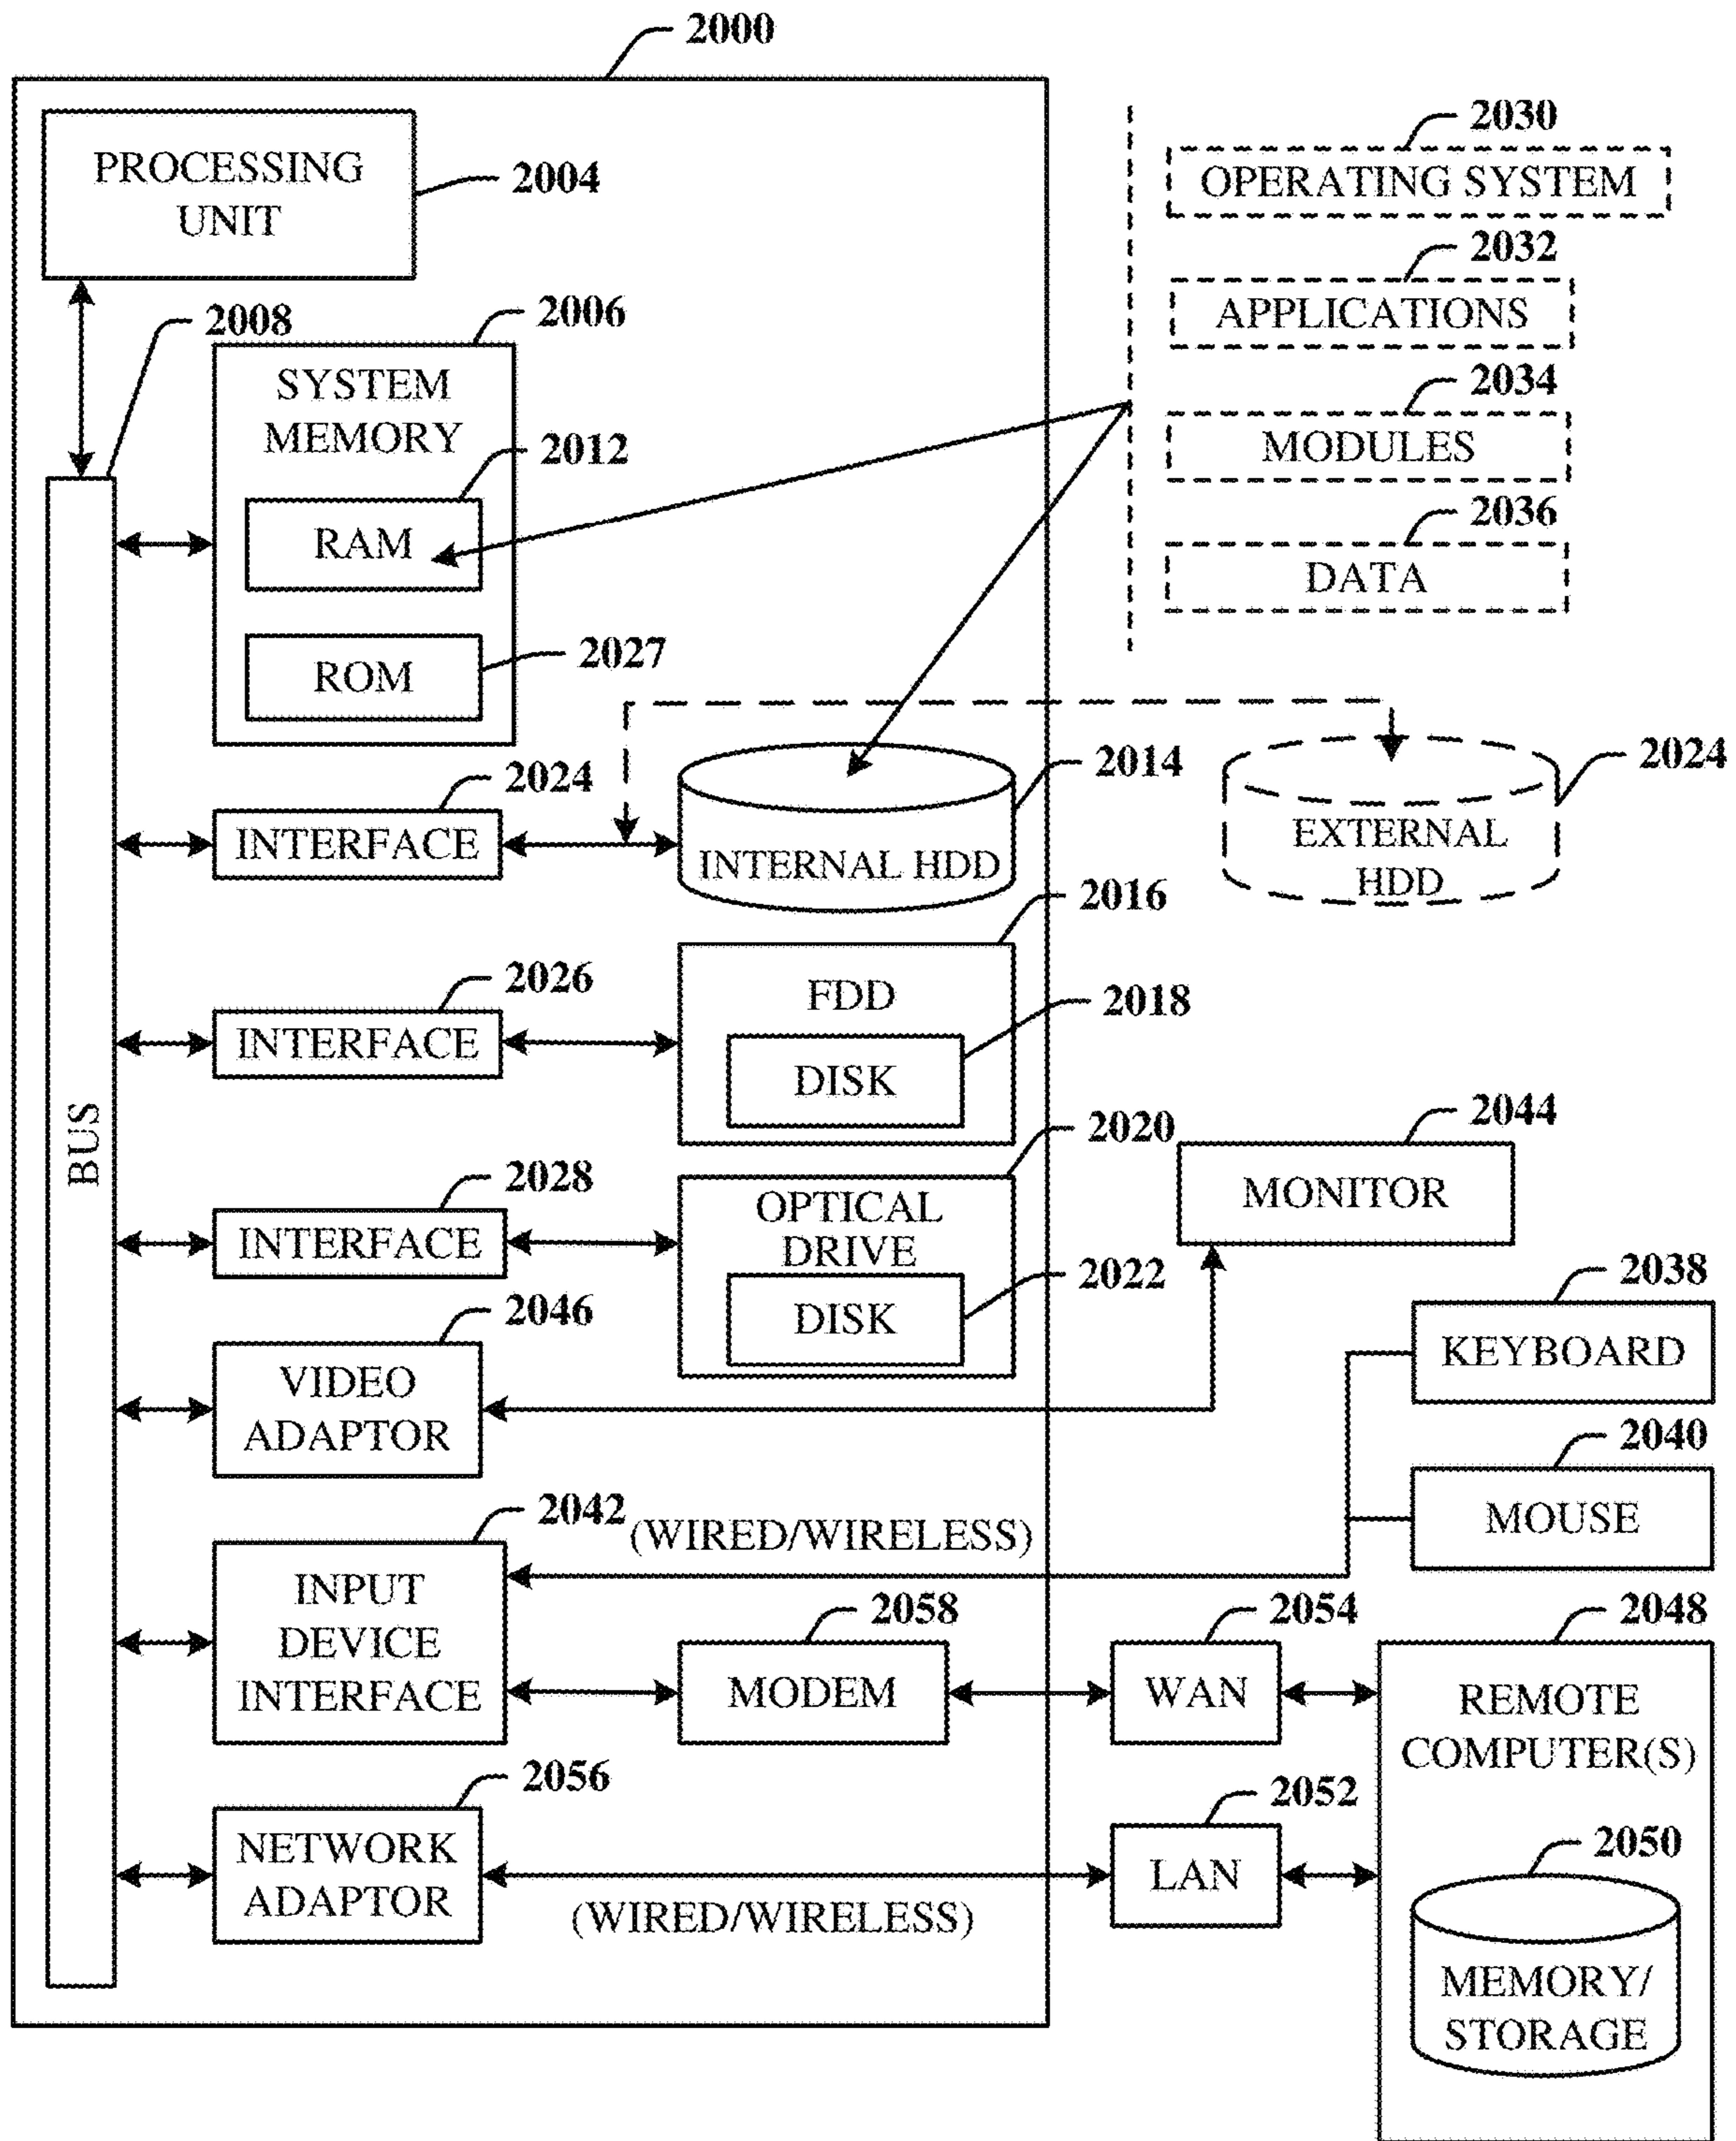 2000
PROCESSING
UNIT
2004
2030
OPERATING SYSTEM
2032
APPLICATIONS
2034
MODULES
2036
DATA
2008
2006
SYSTEM
MEMORY
2012
RAM
2027
ROM
2024
INTERFACE
2014
INTERNAL HDD
2024
EXTERNAL
HDD
2026
INTERFACE
2016
FDD
2018
DISK
BUS
2028
INTERFACE
2020
OPTICAL
DRIVE
2022
DISK
2044
MONITOR
2046
VIDEO
ADAPTOR
2038
KEYBOARD
2040
MOUSE
2042
(WIRED/WIRELESS)
INPUT
DEVICE
INTERFACE
2058
MODEM
2054
WAN
2048
REMOTE
COMPUTER(S)
2056
NETWORK
ADAPTOR
(WIRED/WIRELESS)
2052
LAN
2050
MEMORY/
STORAGE